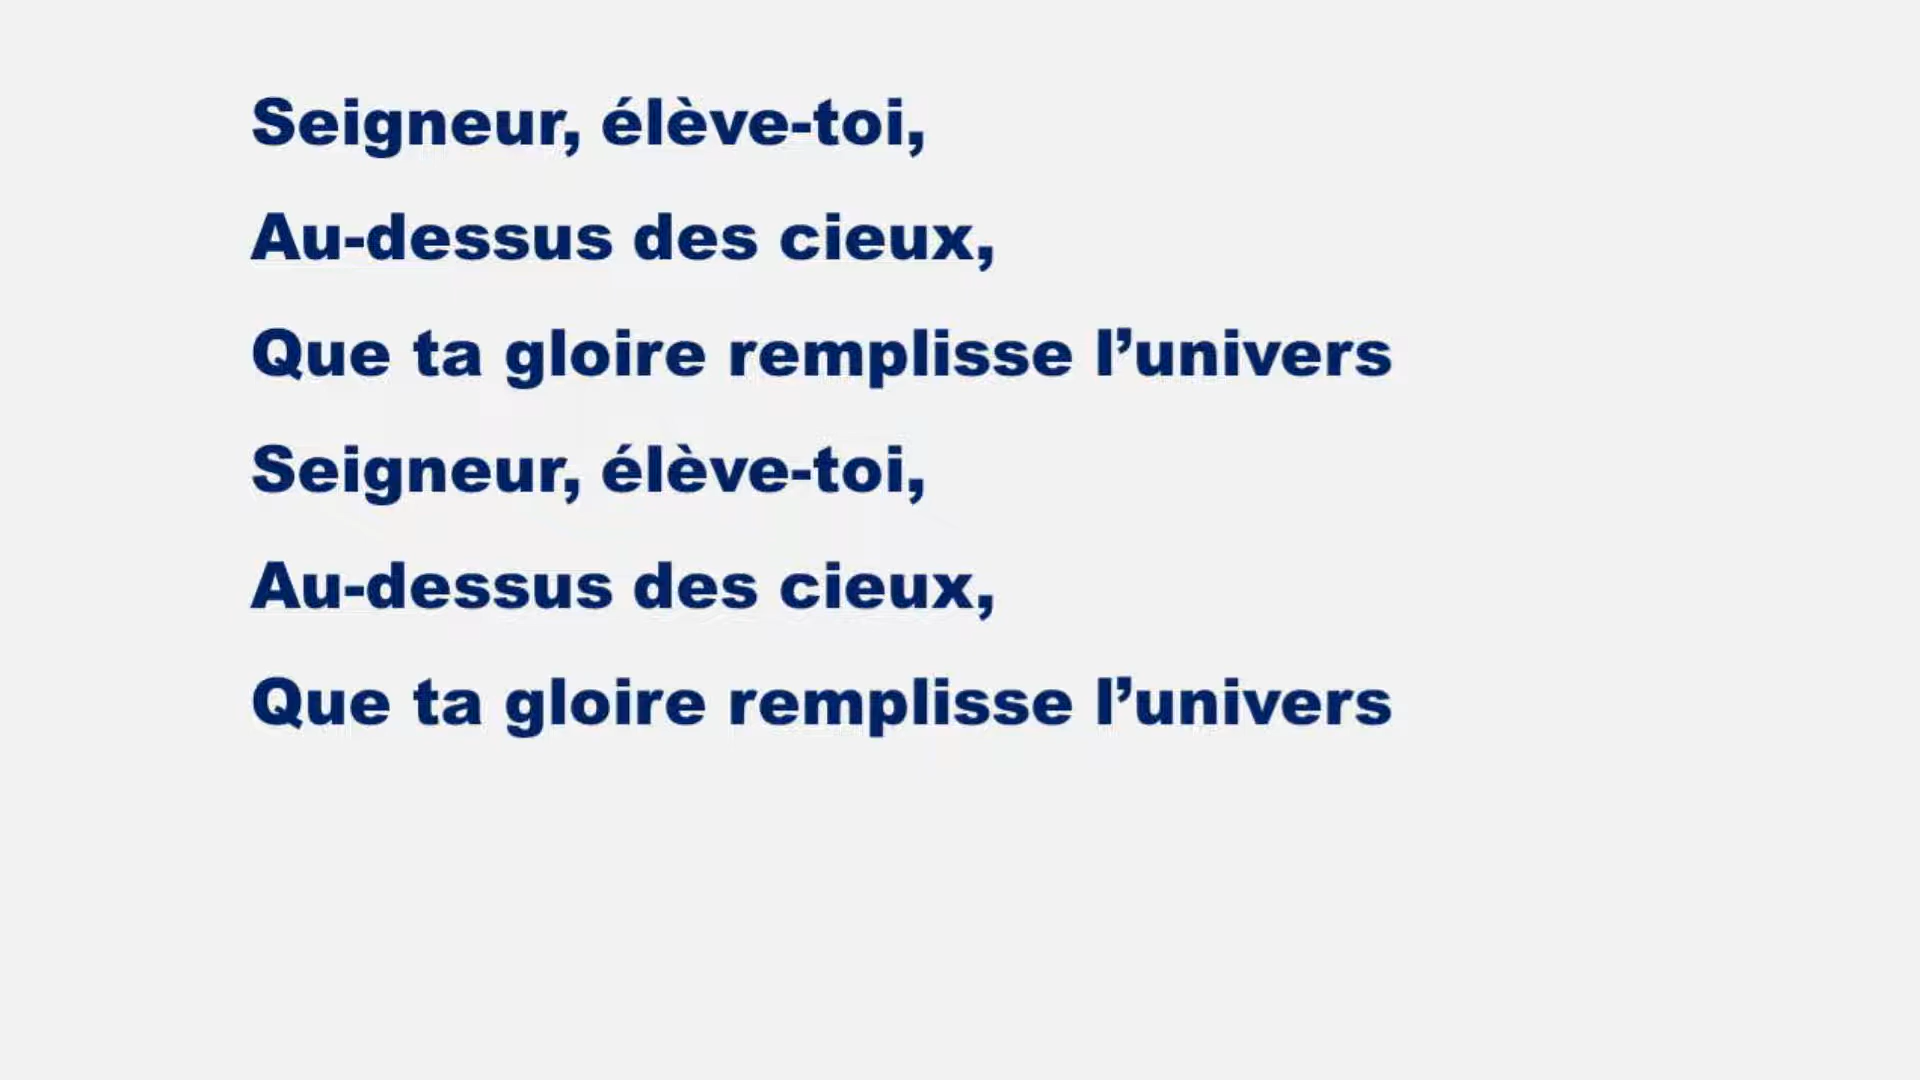 Seigneur, élève-toi,
Au-dessus des cieux,
Que ta gloire remplisse l’univers
Seigneur, élève-toi,
Au-dessus des cieux,
Que ta gloire remplisse l’univers